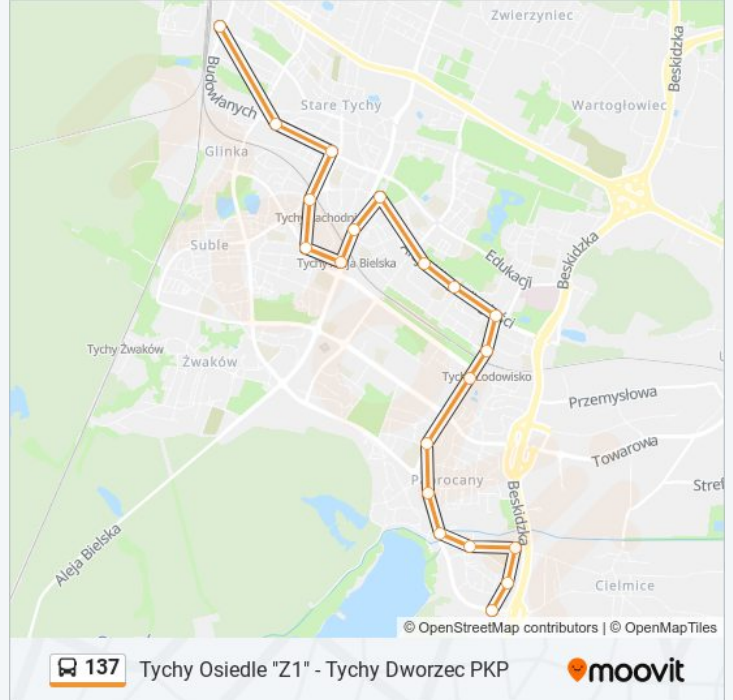 Zwierzyniec
Beskidzka
Budowlanych
Stare Tychy
Wartogłowiec
Glinka
Tychy Zachodnie
Suble
Tychy Aleja Bielska
Edukacji
Beskidzka
Tychy Żwaków
Żwaków
Tychy Lodowisko
Przemysłowa
Towarowa
Paprocany
Beskidzka
Aleja Bielska
Cielmice
© OpenStreetMap contributors | © OpenMapTiles
137 Tychy Osiedle "Z1" - Tychy Dworzec PKP
moovit